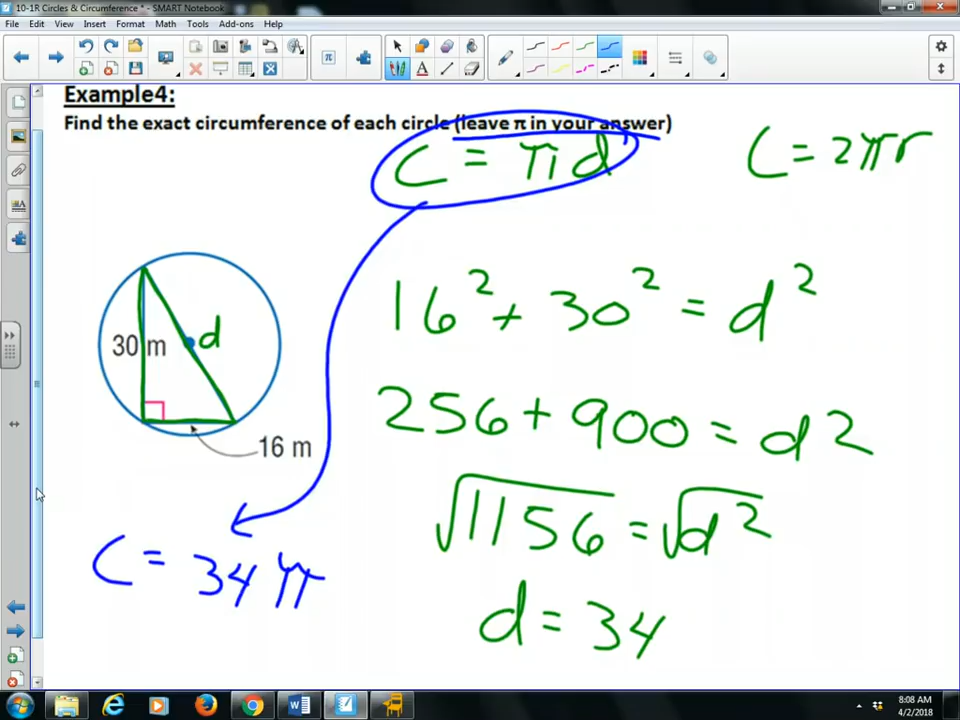 10-1R Circles & Circumference * - SMART Notebook
File Edit View Insert Format Math Tools Add-ons Help
Example4:
Find the exact circumference of each circle (leave π in your answer)
C = πd
C = 2πr
16² + 30² = d²
30 m
d
256 + 900 = d2
16 m
√1156 = √d²
C = 34π
d = 34
8:08 AM
4/2/2018